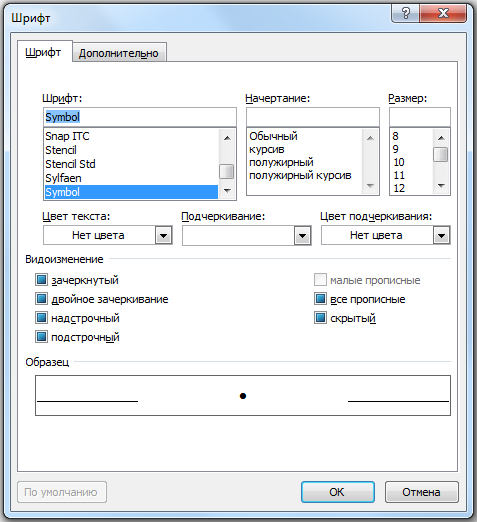 Шрифт
?
Шрифт
Дополнительно
Шрифт:
Начертание:
Размер:
Symbol
Snap ITC
Stencil
Stencil Std
Sylfaen
Symbol
Обычный
курсив
полужирный
полужирный курсив
8
9
10
11
12
Цвет текста:
Подчеркивание:
Цвет подчеркивания:
Нет цвета
Нет цвета
Видоизменение
зачеркнутый
двойное зачеркивание
надстрочный
подстрочный
малые прописные
все прописные
скрытый
Образец
По умолчанию
ОК
Отмена